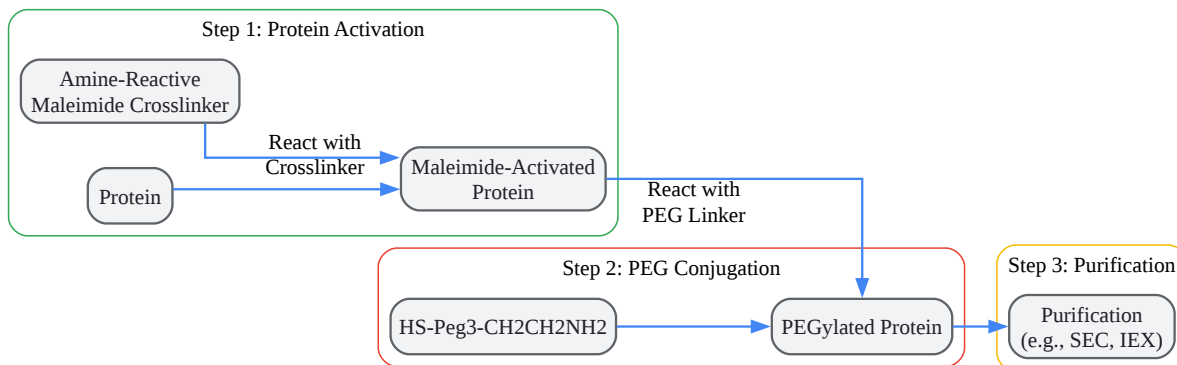 Step 1: Protein Activation
Amine-Reactive
Maleimide Crosslinker
React with
Crosslinker
Protein
Maleimide-Activated
Protein
React with
PEG Linker
Step 2: PEG Conjugation
HS-Peg3-CH2CH2NH2
PEGylated Protein
Step 3: Purification
Purification
(e.g., SEC, IEX)